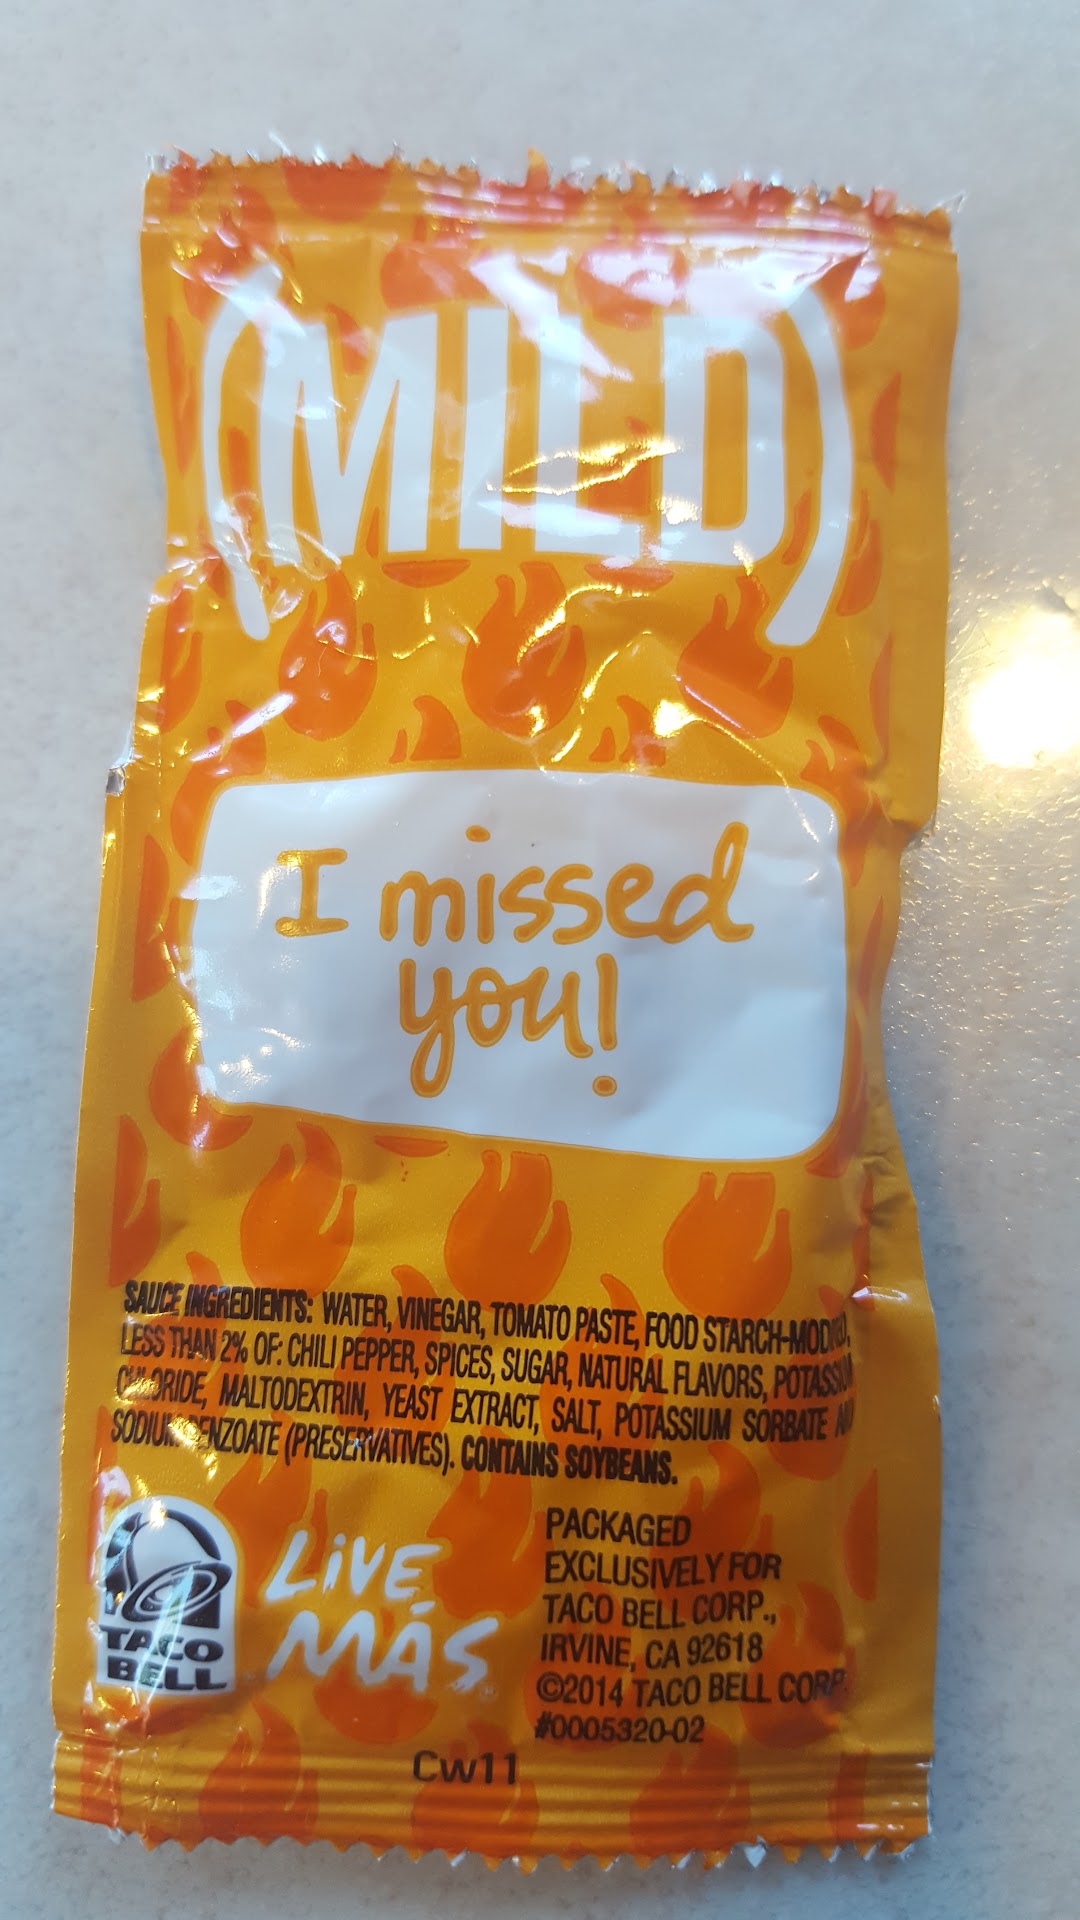 (MILD)
I missed
you!
SAUCE INGREDIENTS: WATER, VINEGAR, TOMATO PASTE, FOOD STARCH-MODIFIED,
LESS THAN 2% OF: CHILI PEPPER, SPICES, SUGAR, NATURAL FLAVORS, POTASSIUM
CHLORIDE, MALTODEXTRIN, YEAST EXTRACT, SALT, POTASSIUM SORBATE AND
SODIUM BENZOATE (PRESERVATIVES). CONTAINS SOYBEANS.
TACO
BELL
LIVE
MÁS
PACKAGED
EXCLUSIVELY FOR
TACO BELL CORP.,
IRVINE, CA 92618
©2014 TACO BELL CORP.
#0005320-02
CW11